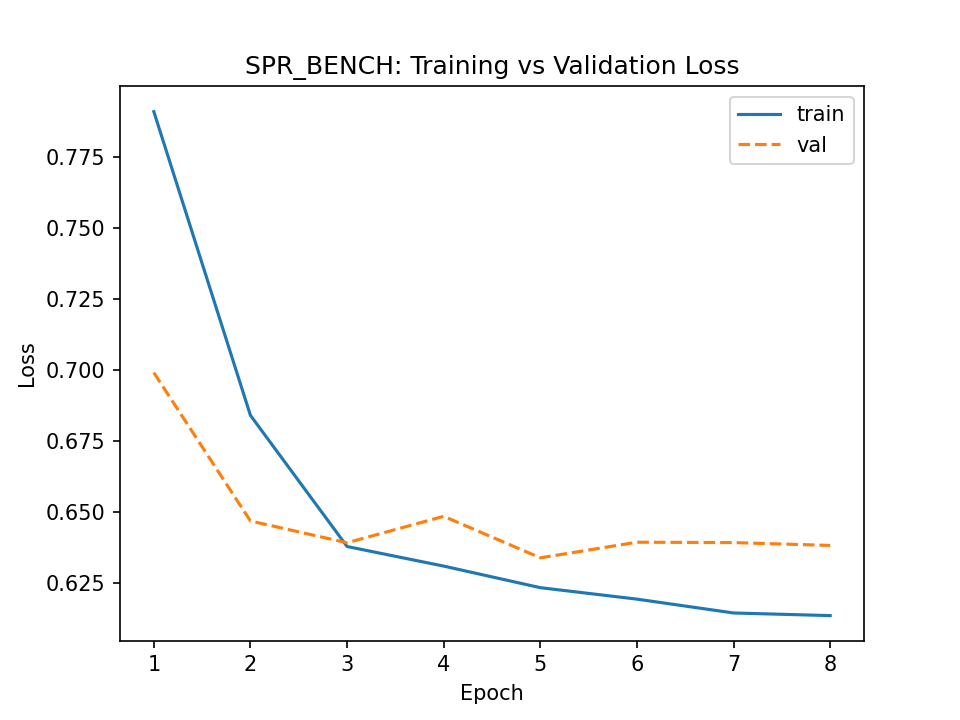 SPR_BENCH: Training vs Validation Loss
train
val
Loss
0.775
0.750
0.725
0.700
0.675
0.650
0.625
1 2 3 4 5 6 7 8
Epoch